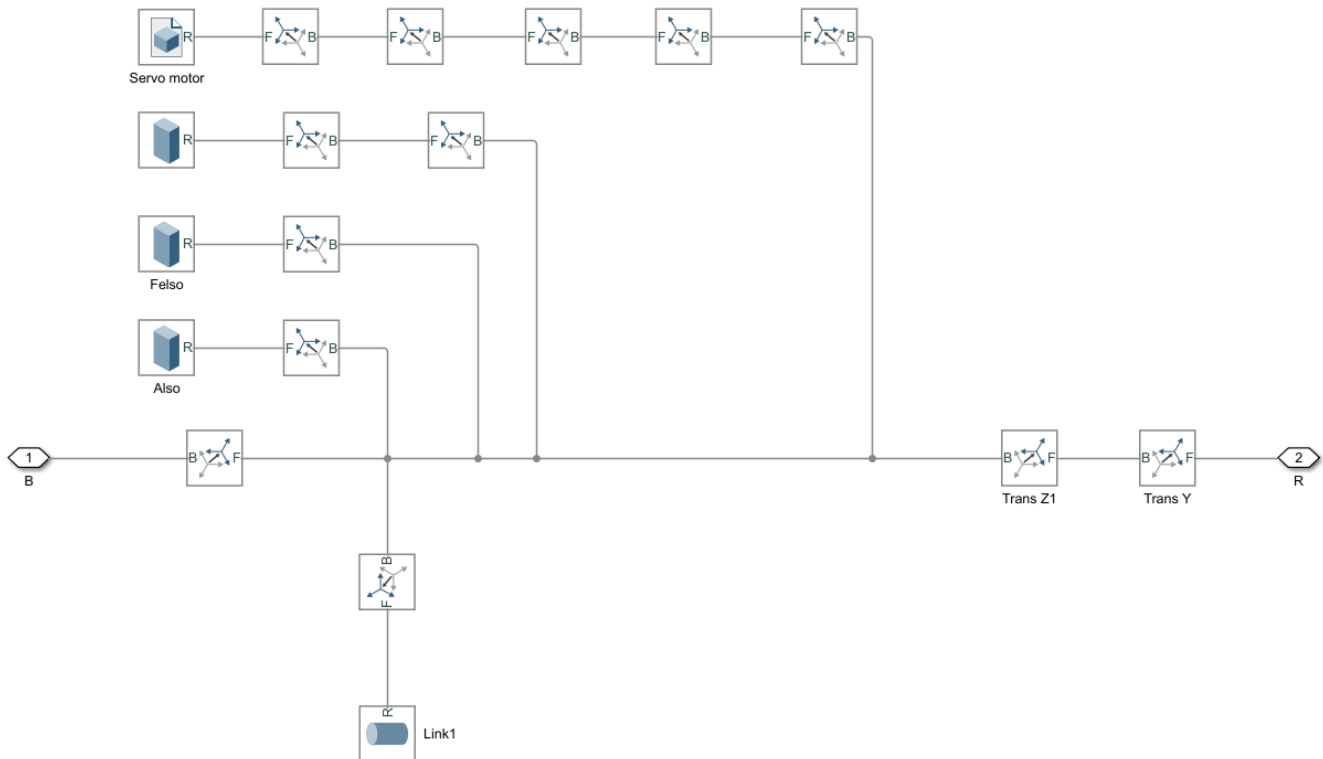 R F B F B F B F B F B
Servo motor
R F B F B
R F B
Felso
R F B
Also
1 B F B F B F 2
B Trans Z1 Trans Y R
B
F
R
Link1